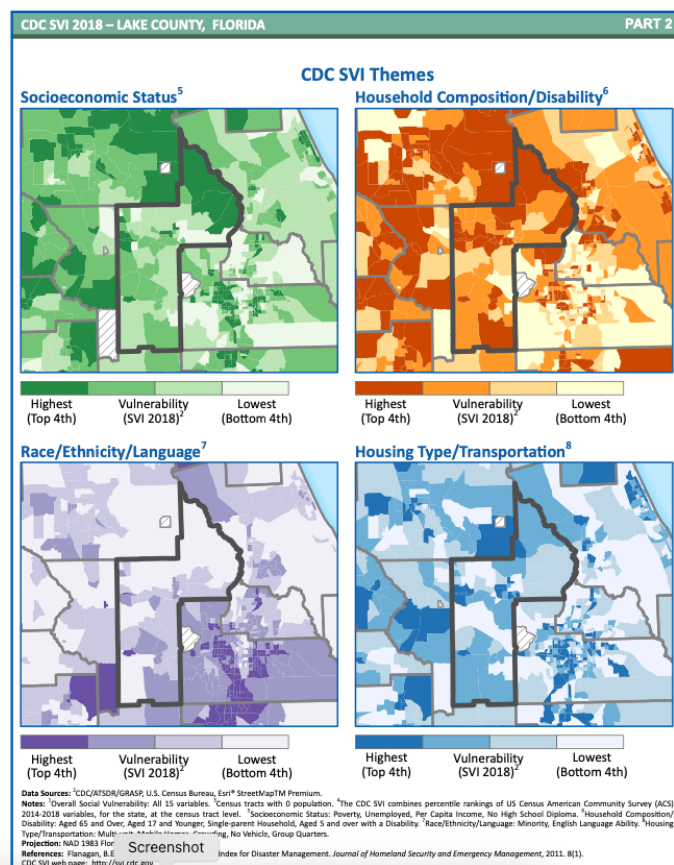 CDC SVI 2018 – LAKE COUNTY, FLORIDA PART 2
CDC SVI Themes
Socioeconomic Status⁵ Household Composition/Disability⁶
Highest (Top 4th) Vulnerability (SVI 2018)² Lowest (Bottom 4th)
Highest (Top 4th) Vulnerability (SVI 2018)² Lowest (Bottom 4th)
Race/Ethnicity/Language⁷ Housing Type/Transportation⁸
Highest (Top 4th) Vulnerability (SVI 2018)² Lowest (Bottom 4th)
Highest (Top 4th) Vulnerability (SVI 2018)² Lowest (Bottom 4th)
Data Sources: ²CDC/ATSDR/GRASP, U.S. Census Bureau, Esri® StreetMapTM Premium.
Notes: ¹Overall Social Vulnerability: All 15 variables. ³Census tracts with 0 population. ⁴The CDC SVI combines percentile rankings of US Census American Community Survey (ACS)
2014-2018 variables, for the state, at the census tract level. ⁵Socioeconomic Status: Poverty, Unemployed, Per Capita Income, No High School Diploma. ⁶Household Composition/
Disability: Aged 65 and Over, Aged 17 and Younger, Single-parent Household, Aged 5 and over with a Disability. ⁷Race/Ethnicity/Language: Minority, English Language Ability. ⁸Housing
Type/Transportation: No Vehicle, Group Quarters.
Projection: NAD 1983
References: Flanagan, B.E Index for Disaster Management. Journal of Homeland Security and Emergency Management, 2011. 8(1).
CDC SVI web page: http://svi.cdc.gov
Screenshot